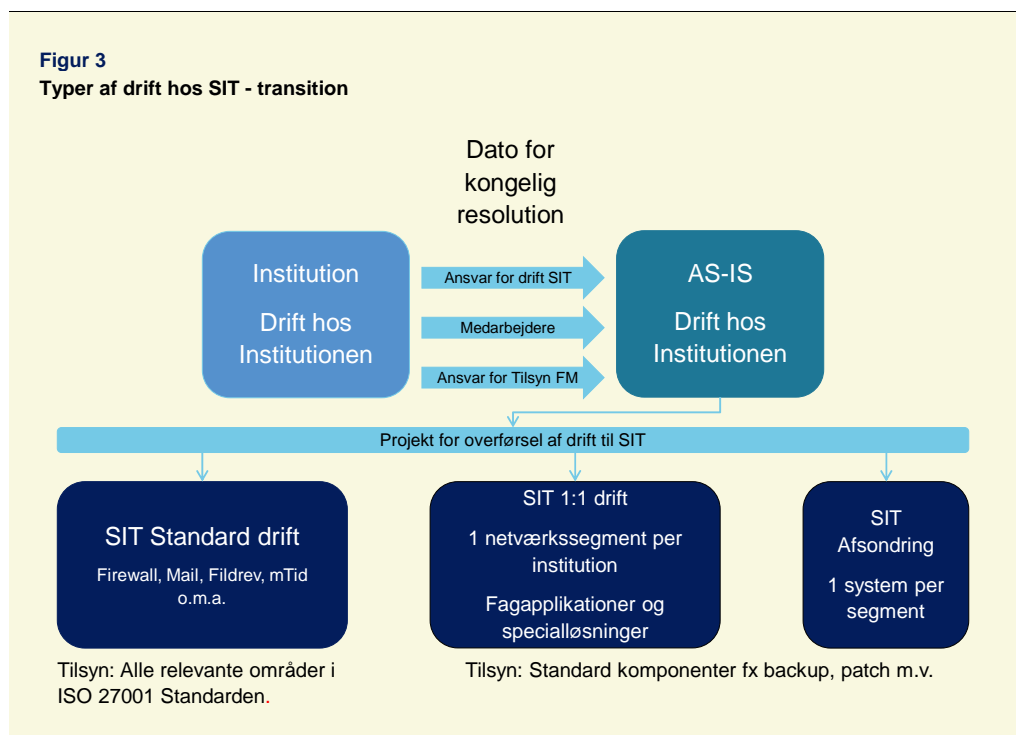 Figur 3
Typer af drift hos SIT - transition
Dato for
kongelig
resolution
Institution
Drift hos
Institutionen
Ansvar for drift SIT
Medarbejdere
Ansvar for Tilsyn FM
AS-IS
Drift hos
Institutionen
Projekt for overførsel af drift til SIT
SIT Standard drift
Firewall, Mail, Fildrev, mTid
o.m.a.
SIT 1:1 drift
1 netværkssegment per
institution
Fagapplikationer og
specialløsninger
SIT
Afsondring
1 system per
segment
Tilsyn: Alle relevante områder i
ISO 27001 Standarden.
Tilsyn: Standard komponenter fx backup, patch m.v.